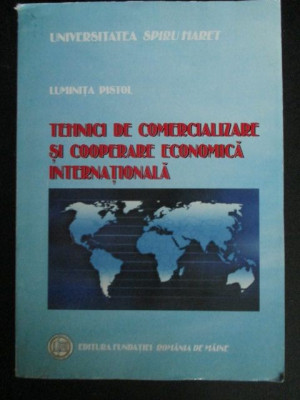 UNIVERSITATEA SPIRU HARET
LUMINIȚA PISTOL
TEHNICI DE COMERCIALIZARE
ȘI COOPERARE ECONOMICĂ
INTERNAȚIONALĂ
EDITURA FUNDAȚIEI ROMÂNIA DE MÂINE